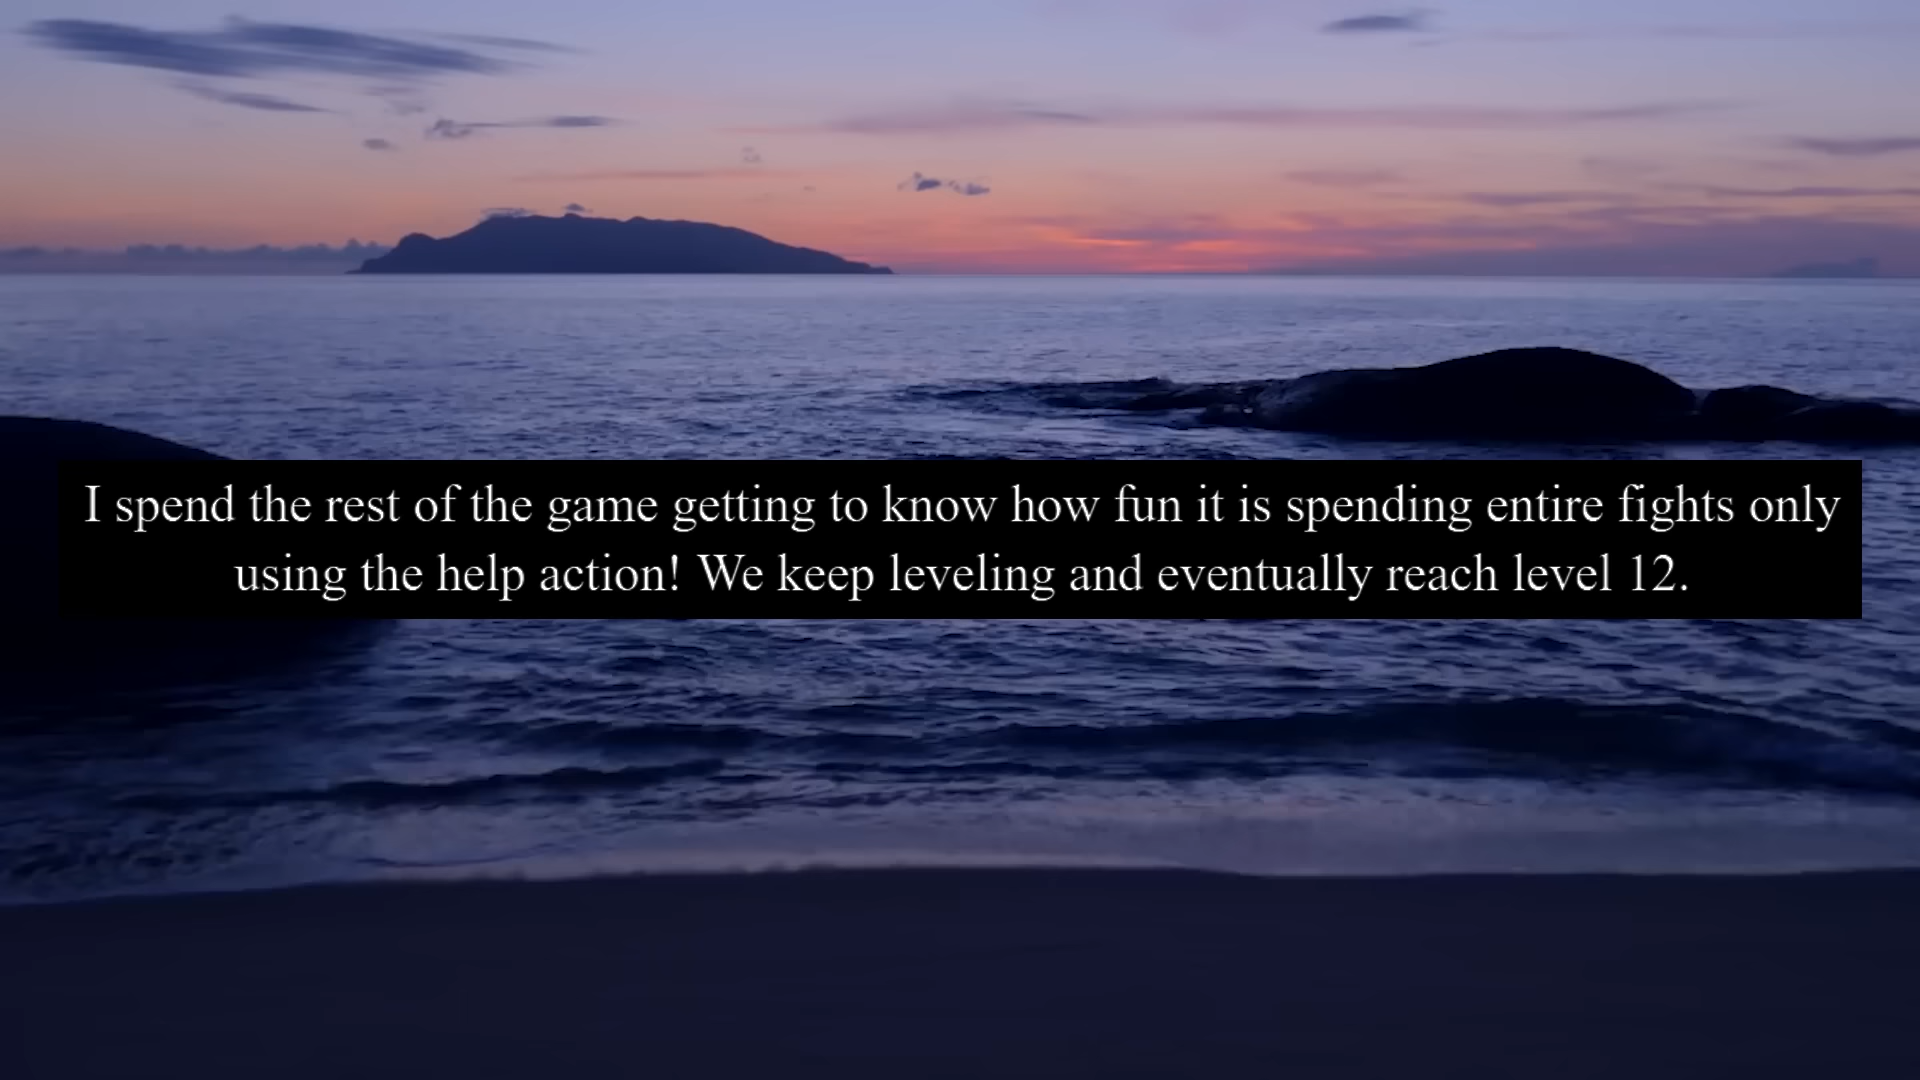 I spend the rest of the game getting to know how fun it is spending entire fights only
using the help action! We keep leveling and eventually reach level 12.